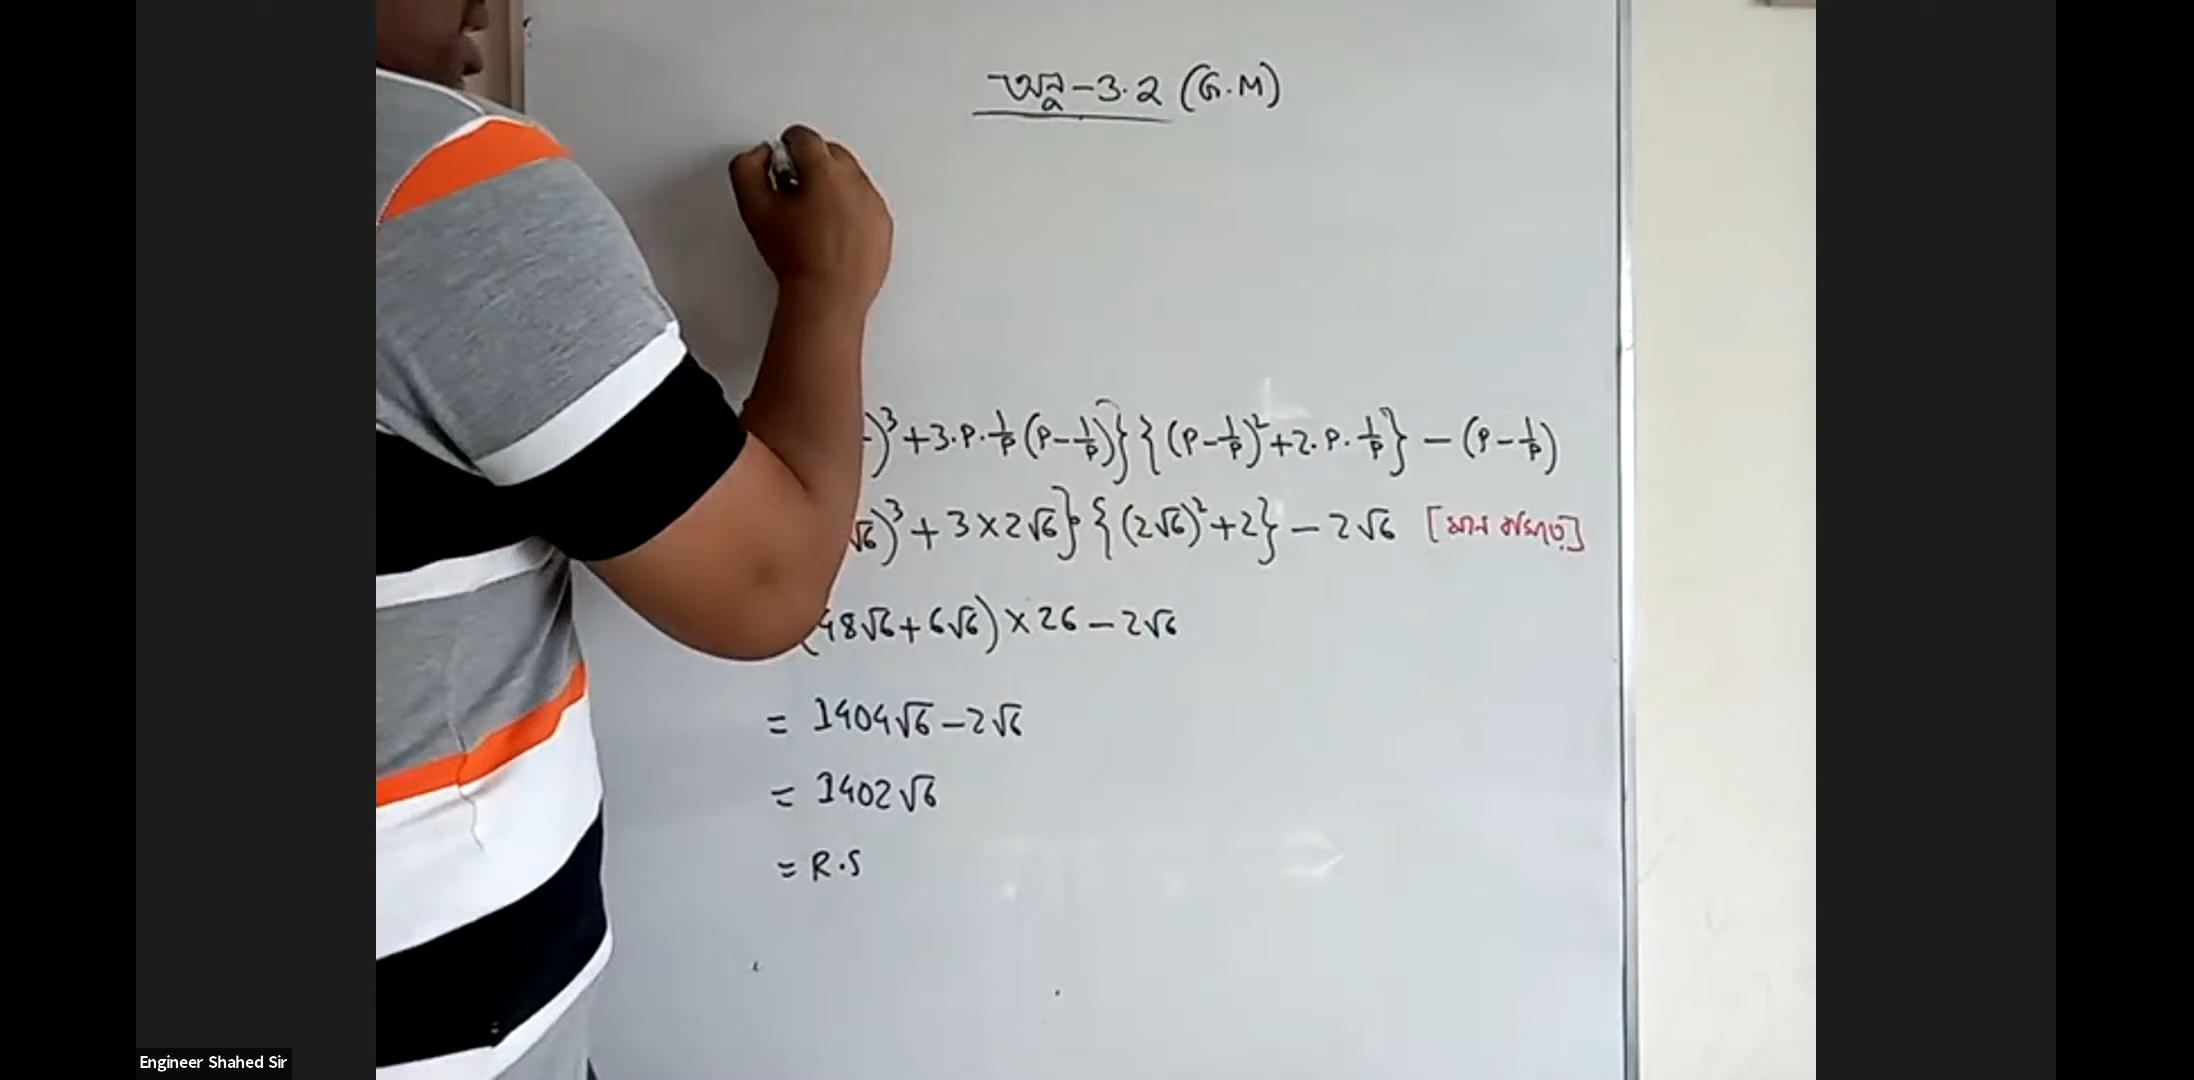 অনু-3.2 (G.M)
)³ + 3.P.1/P (P - 1/P)} {(P - 1/P)² + 2.P.1/P} - (P - 1/P)
√6)³ + 3 × 2√6} {(2√6)² + 2} - 2√6 [মান বসিয়ে]
(48√6 + 6√6) × 26 - 2√6
= 1404√6 - 2√6
= 1402√6
= R.S
Engineer Shahed Sir